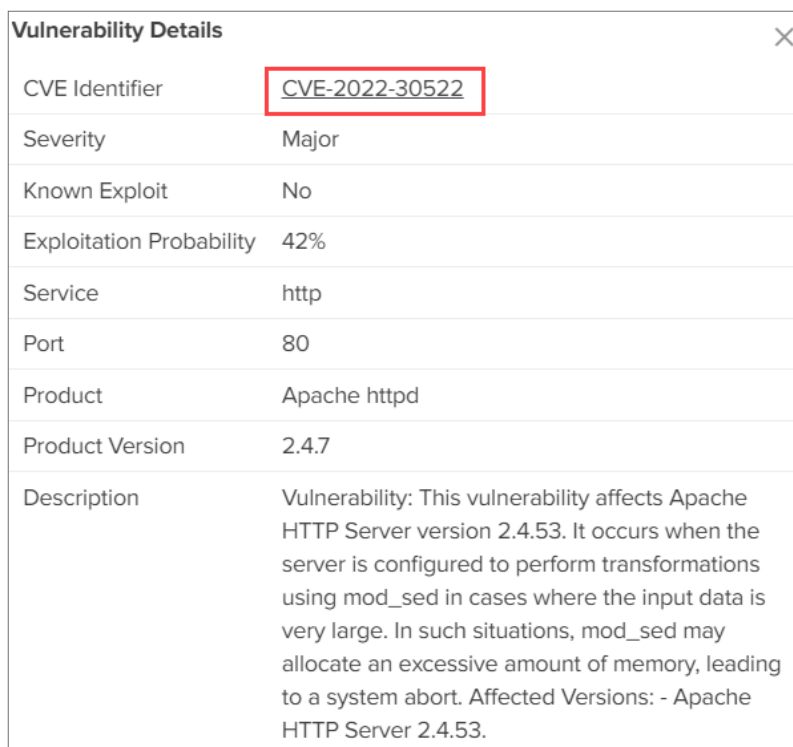 Vulnerability Details
CVE Identifier CVE-2022-30522
Severity Major
Known Exploit No
Exploitation Probability 42%
Service http
Port 80
Product Apache httpd
Product Version 2.4.7
Description Vulnerability: This vulnerability affects Apache
HTTP Server version 2.4.53. It occurs when the
server is configured to perform transformations
using mod_sed in cases where the input data is
very large. In such situations, mod_sed may
allocate an excessive amount of memory, leading
to a system abort. Affected Versions: - Apache
HTTP Server 2.4.53.